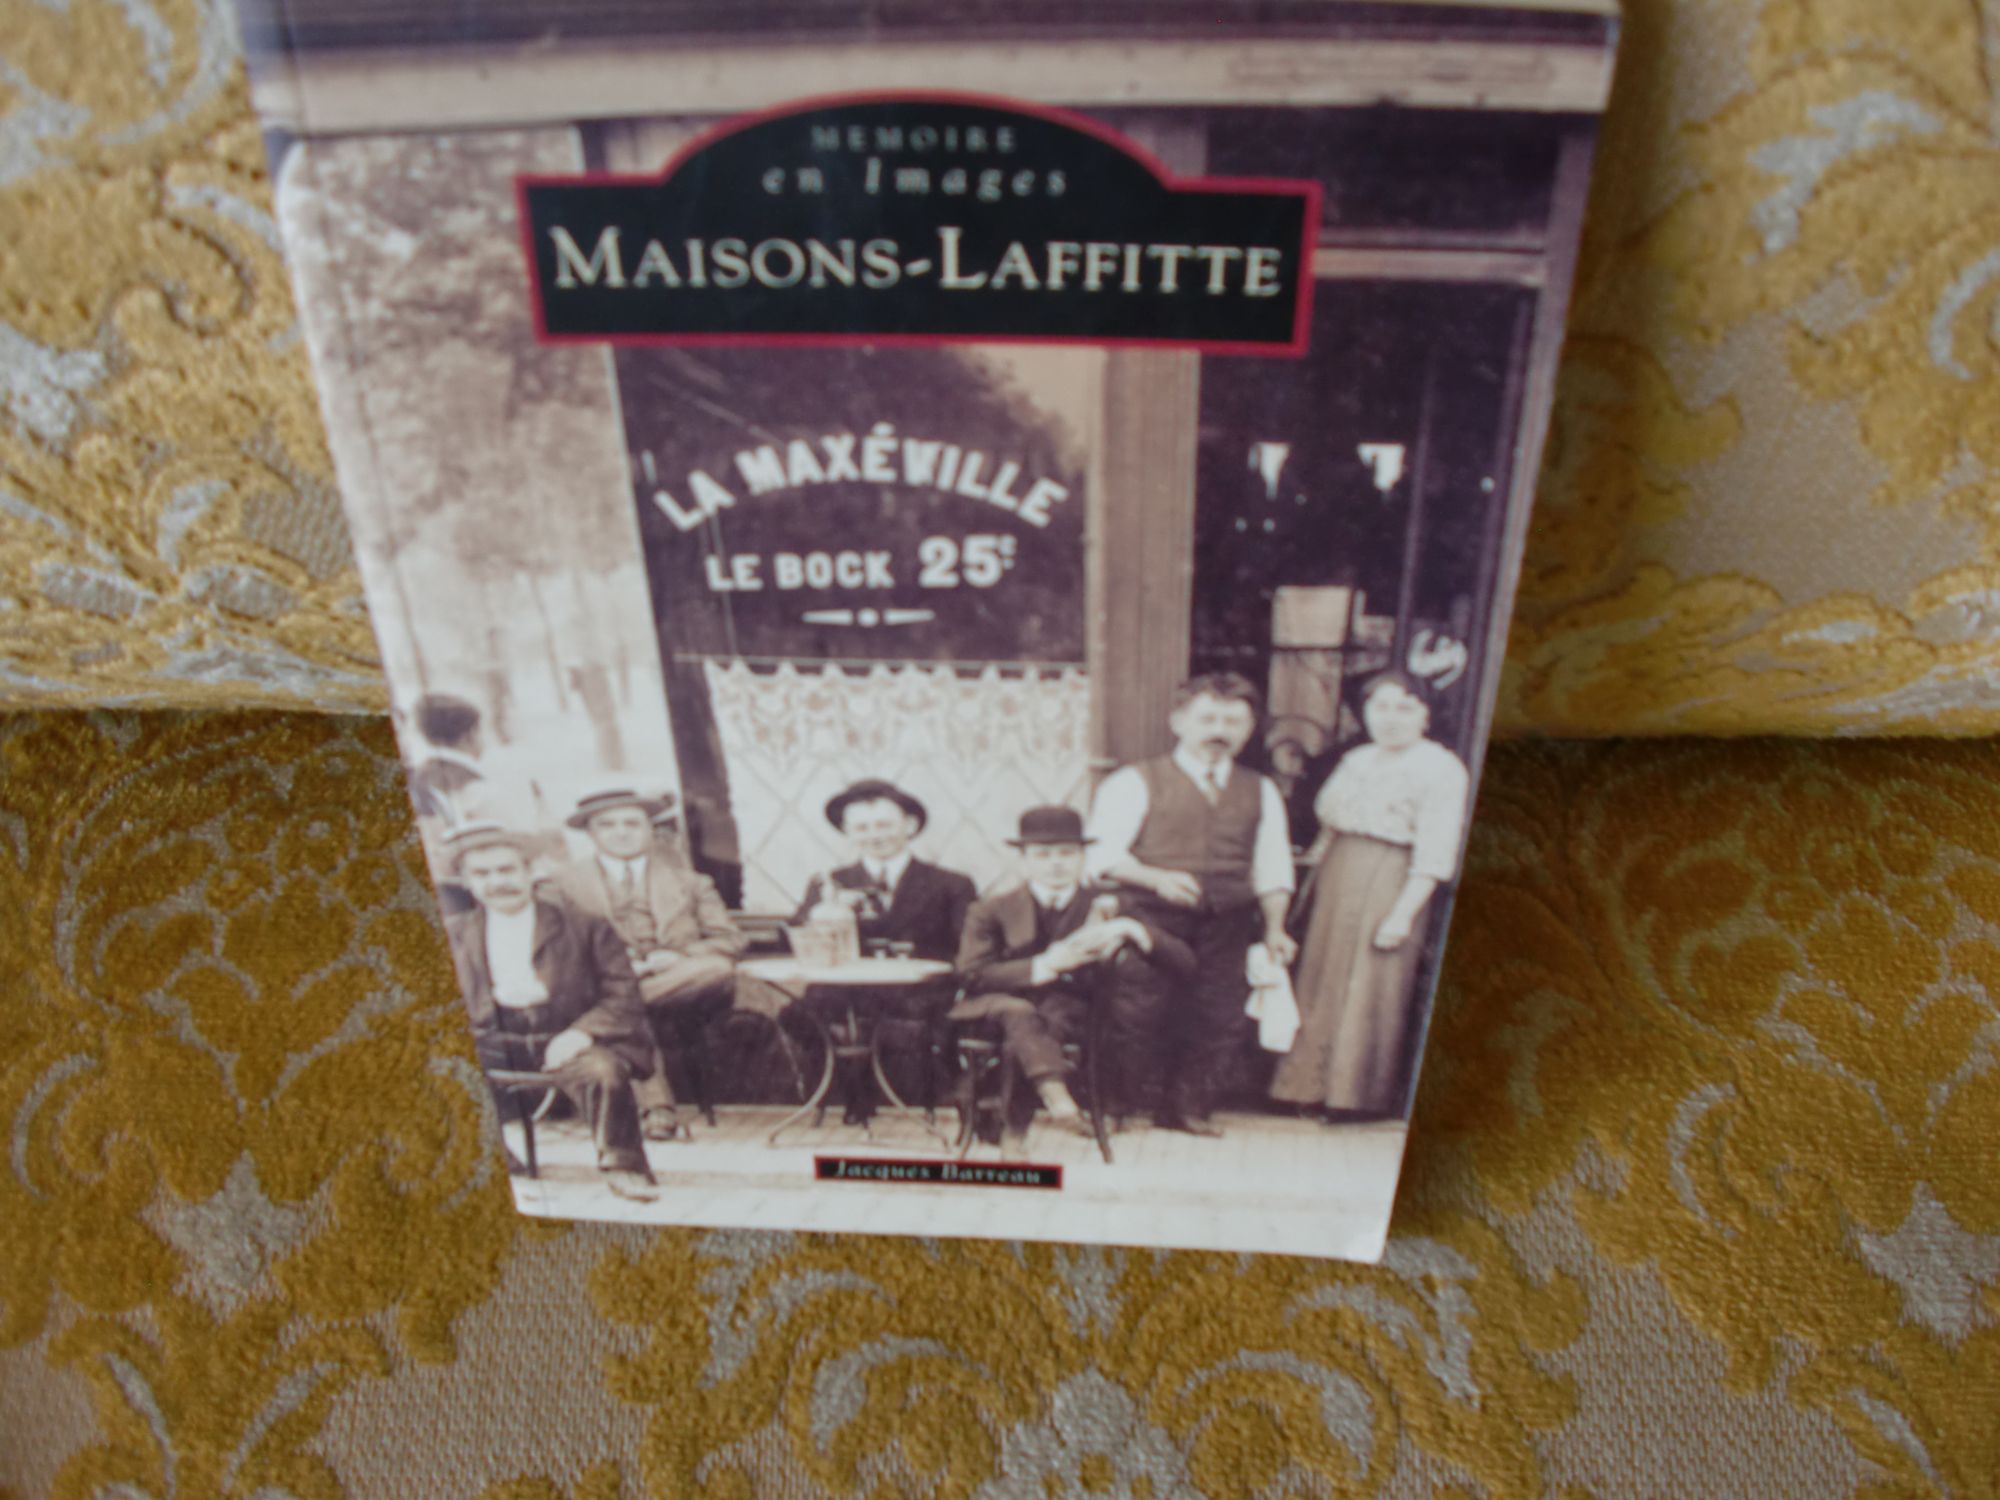 MEMOIRE
en Images
MAISONS-LAFFITTE
LA MAXÉVILLE
LE BOCK 25c
Jacques Barreau